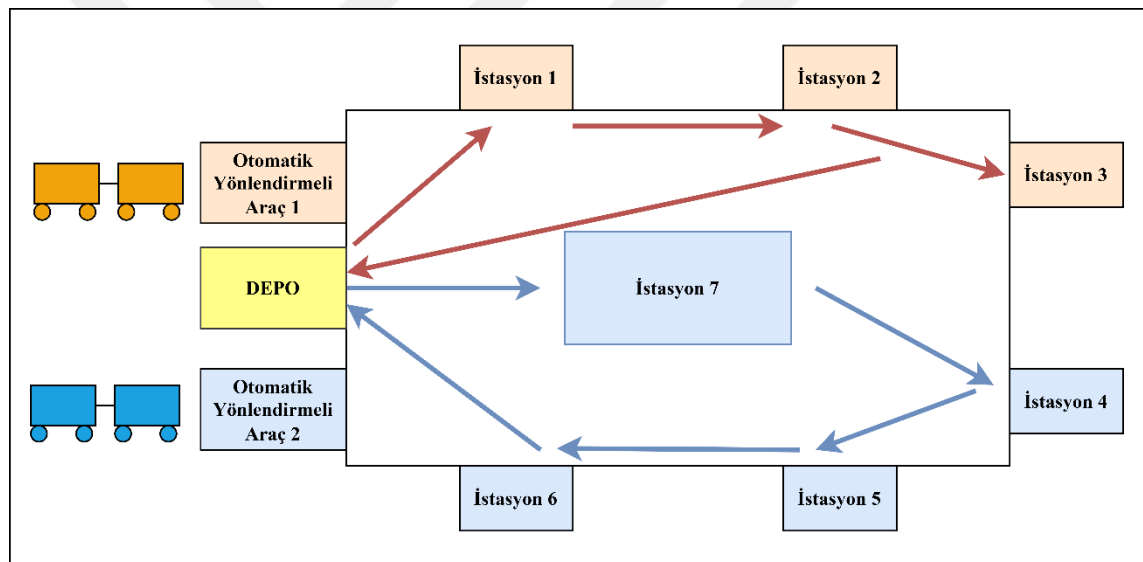 İstasyon 1
İstasyon 2
Otomatik
Yönlendirmeli
Araç 1
İstasyon 3
DEPO
İstasyon 7
Otomatik
Yönlendirmeli
Araç 2
İstasyon 4
İstasyon 6
İstasyon 5